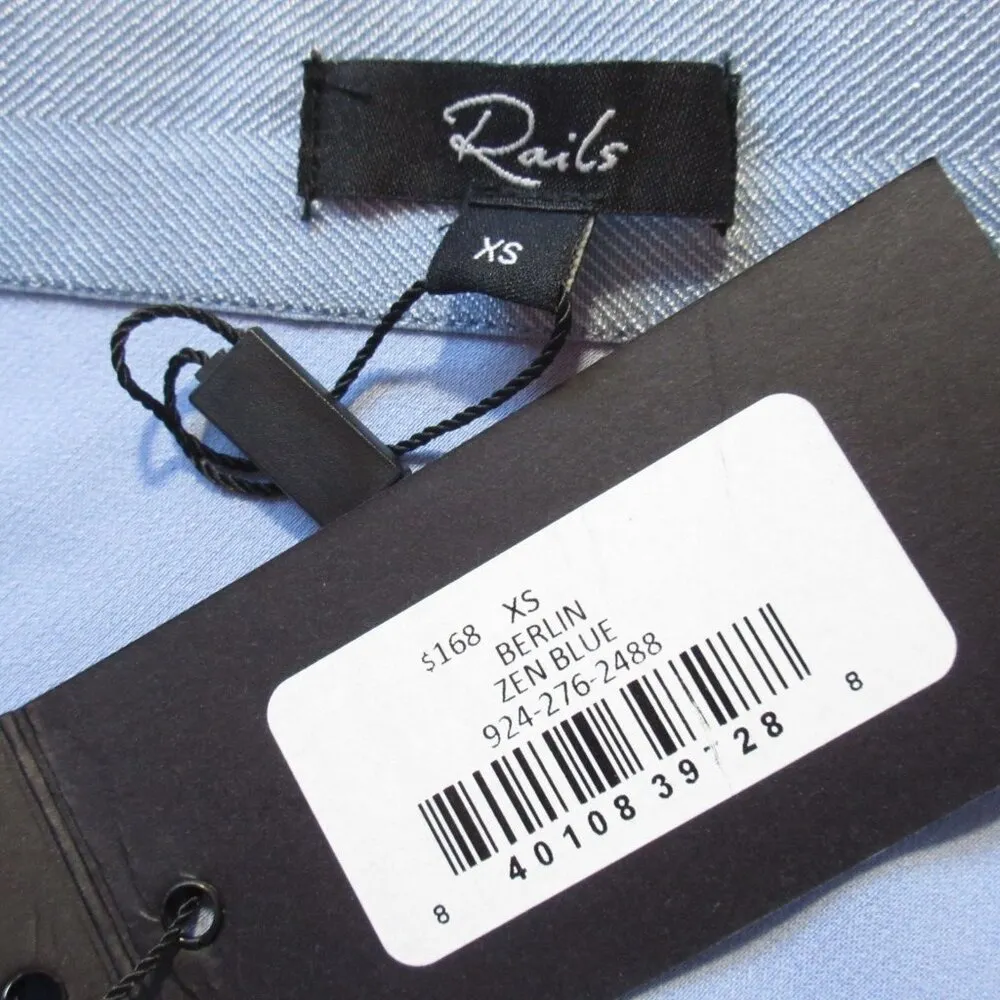 Rails
XS
$168 XS
BERLIN
ZEN BLUE
924-276-2488
8 40108 39728 8